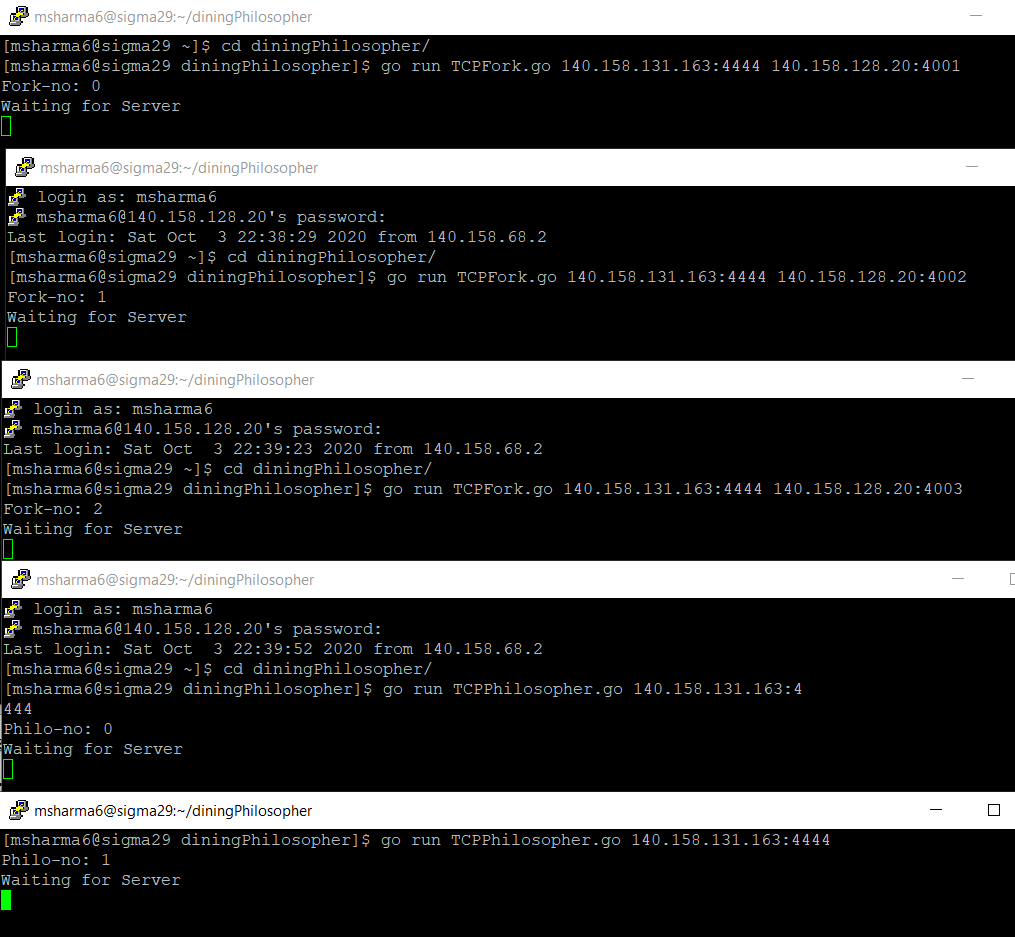 msharma6@sigma29:~/diningPhilosopher
[msharma6@sigma29 ~]$ cd diningPhilosopher/
[msharma6@sigma29 diningPhilosopher]$ go run TCPFork.go 140.158.131.163:4444 140.158.128.20:4001
Fork-no: 0
Waiting for Server
msharma6@sigma29:~/diningPhilosopher
login as: msharma6
msharma6@140.158.128.20's password:
Last login: Sat Oct  3 22:38:29 2020 from 140.158.68.2
[msharma6@sigma29 ~]$ cd diningPhilosopher/
[msharma6@sigma29 diningPhilosopher]$ go run TCPFork.go 140.158.131.163:4444 140.158.128.20:4002
Fork-no: 1
Waiting for Server
msharma6@sigma29:~/diningPhilosopher
login as: msharma6
msharma6@140.158.128.20's password:
Last login: Sat Oct  3 22:39:23 2020 from 140.158.68.2
[msharma6@sigma29 ~]$ cd diningPhilosopher/
[msharma6@sigma29 diningPhilosopher]$ go run TCPFork.go 140.158.131.163:4444 140.158.128.20:4003
Fork-no: 2
Waiting for Server
msharma6@sigma29:~/diningPhilosopher
login as: msharma6
msharma6@140.158.128.20's password:
Last login: Sat Oct  3 22:39:52 2020 from 140.158.68.2
[msharma6@sigma29 ~]$ cd diningPhilosopher/
[msharma6@sigma29 diningPhilosopher]$ go run TCPPhilosopher.go 140.158.131.163:4
444
Philo-no: 0
Waiting for Server
msharma6@sigma29:~/diningPhilosopher
[msharma6@sigma29 diningPhilosopher]$ go run TCPPhilosopher.go 140.158.131.163:4444
Philo-no: 1
Waiting for Server